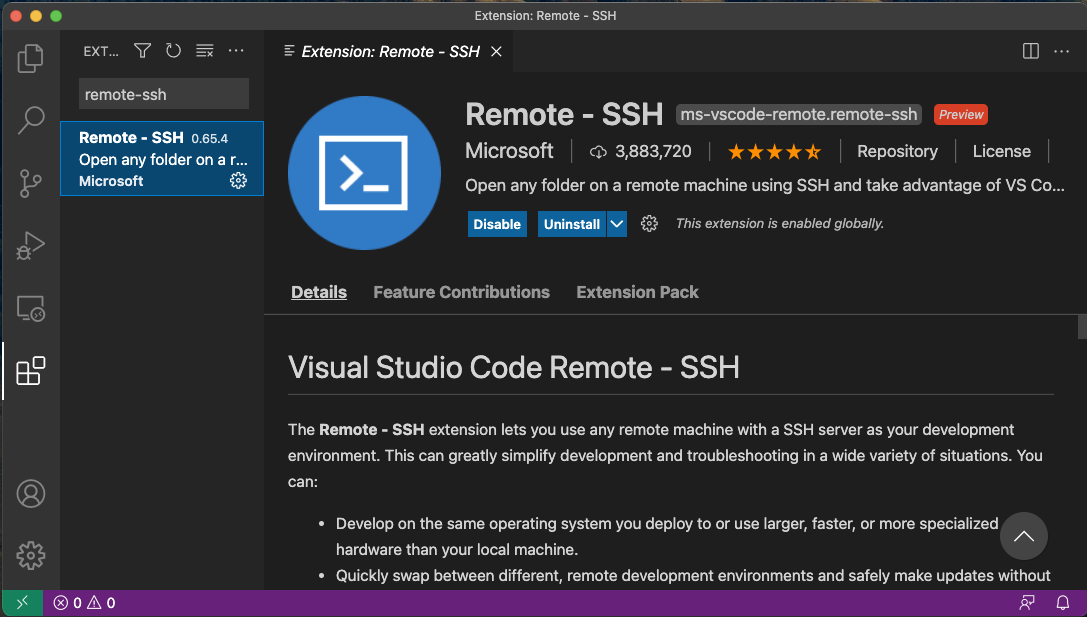 Extension: Remote - SSH
EXT...
Extension: Remote - SSH
remote-ssh
Remote - SSH 0.65.4
Open any folder on a r...
Microsoft
Remote - SSH ms-vscode-remote.remote-ssh Preview
Microsoft 3,883,720 Repository License
Open any folder on a remote machine using SSH and take advantage of VS Co...
Disable Uninstall This extension is enabled globally.
Details Feature Contributions Extension Pack
Visual Studio Code Remote - SSH
The Remote - SSH extension lets you use any remote machine with a SSH server as your development
environment. This can greatly simplify development and troubleshooting in a wide variety of situations. You
can:
• Develop on the same operating system you deploy to or use larger, faster, or more specialized
hardware than your local machine.
• Quickly swap between different, remote development environments and safely make updates without
0 0